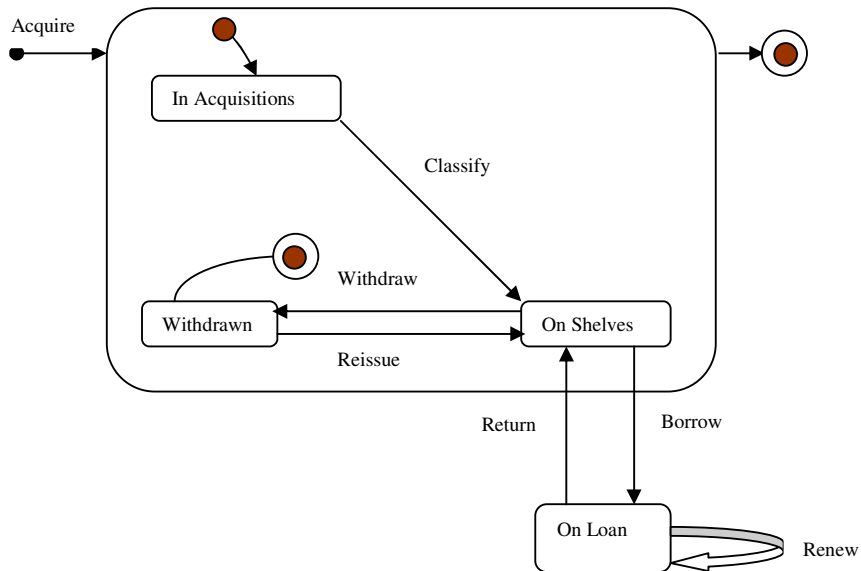 Acquire
In Acquisitions
Classify
Withdraw
Withdrawn
On Shelves
Reissue
Return
Borrow
On Loan
Renew